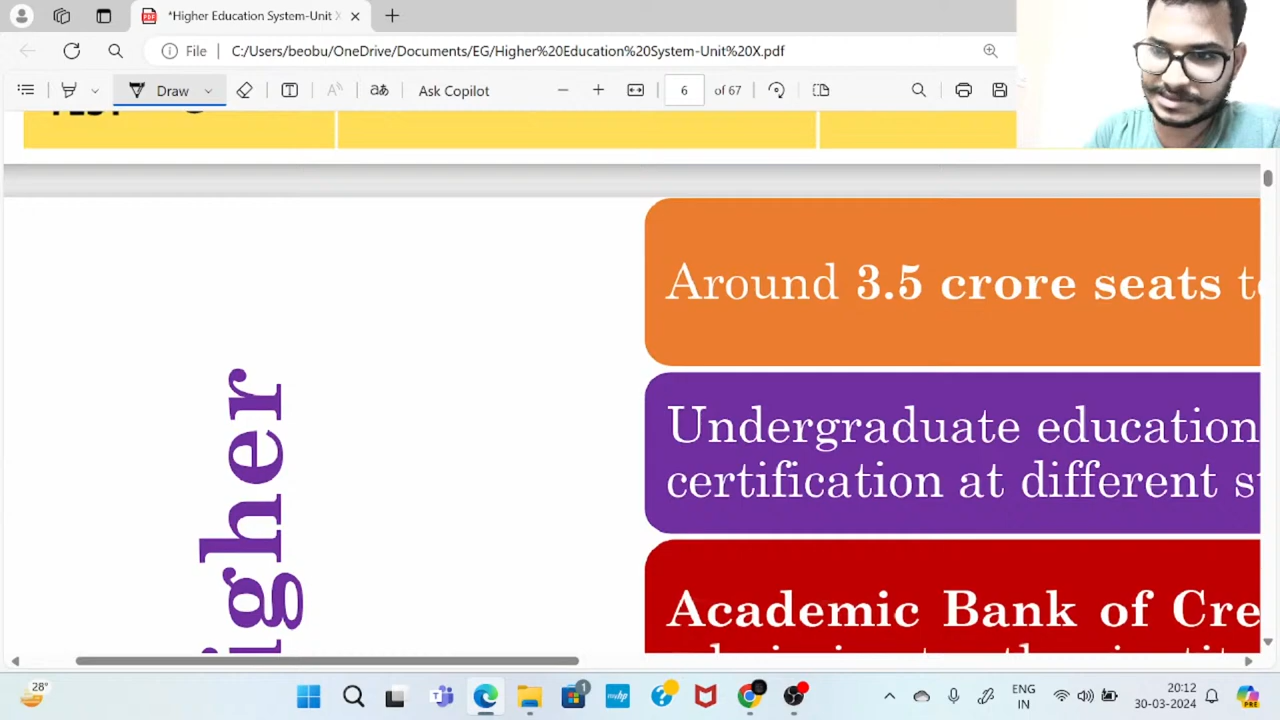 *Higher Education System-Unit X
File
C:/Users/beobu/OneDrive/Documents/EG/Higher%20Education%20System-Unit%20X.pdf
Draw
Ask Copilot
6
of 67
Around 3.5 crore seats
Undergraduate education
certification at different
Academic Bank of Cre
igher
28°
ENG
IN
20:12
30-03-2024